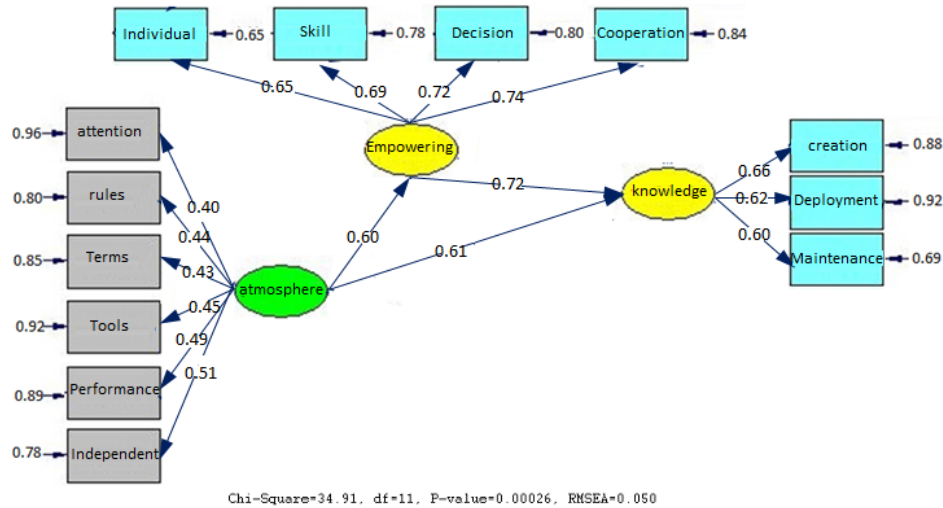 Individual 0.65 Skill 0.78 Decision 0.80 Cooperation 0.84
0.65 0.69 0.72 0.74
0.96 attention
Empowering
creation 0.88
0.66
0.80 rules
0.40
0.72
knowledge
0.62 Deployment 0.92
0.44
0.60
0.61
0.60
0.85 Terms
0.43
Maintenance 0.69
atmosphere
0.92 Tools
0.45
0.49
0.51
0.89 Performance
0.78 Independent
Chi-Square=34.91, df=11, P-value=0.00026, RMSEA=0.050